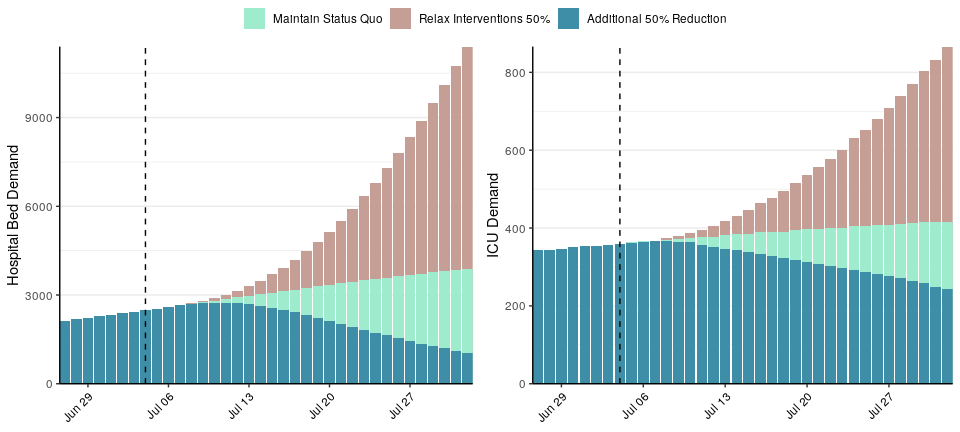 Maintain Status Quo Relax Interventions 50% Additional 50% Reduction
Hospital Bed Demand
9000
6000
3000
0
Jun 29 Jul 06 Jul 13 Jul 20 Jul 27
ICU Demand
800
600
400
200
0
Jun 29 Jul 06 Jul 13 Jul 20 Jul 27